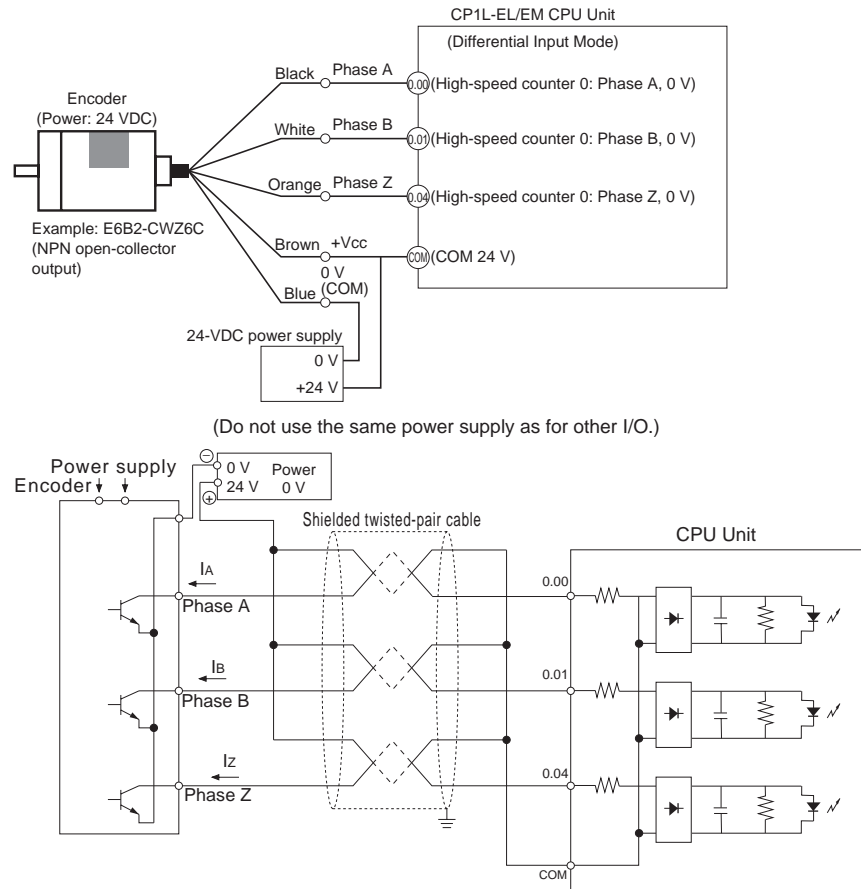 CP1L-EL/EM CPU Unit
(Differential Input Mode)
Black Phase A 0.00 (High-speed counter 0: Phase A, 0 V)
Encoder
(Power: 24 VDC)
White Phase B 0.01 (High-speed counter 0: Phase B, 0 V)
Orange Phase Z 0.04 (High-speed counter 0: Phase Z, 0 V)
Example: E6B2-CWZ6C
(NPN open-collector
output)
Brown +Vcc COM (COM 24 V)
0 V
(COM)
Blue
24-VDC power supply
0 V
+24 V
(Do not use the same power supply as for other I/O.)
Power supply
Encoder
− 0 V Power
+ 24 V 0 V
Shielded twisted-pair cable
CPU Unit
IA
Phase A
0.00
IB
Phase B
0.01
IZ
Phase Z
0.04
COM